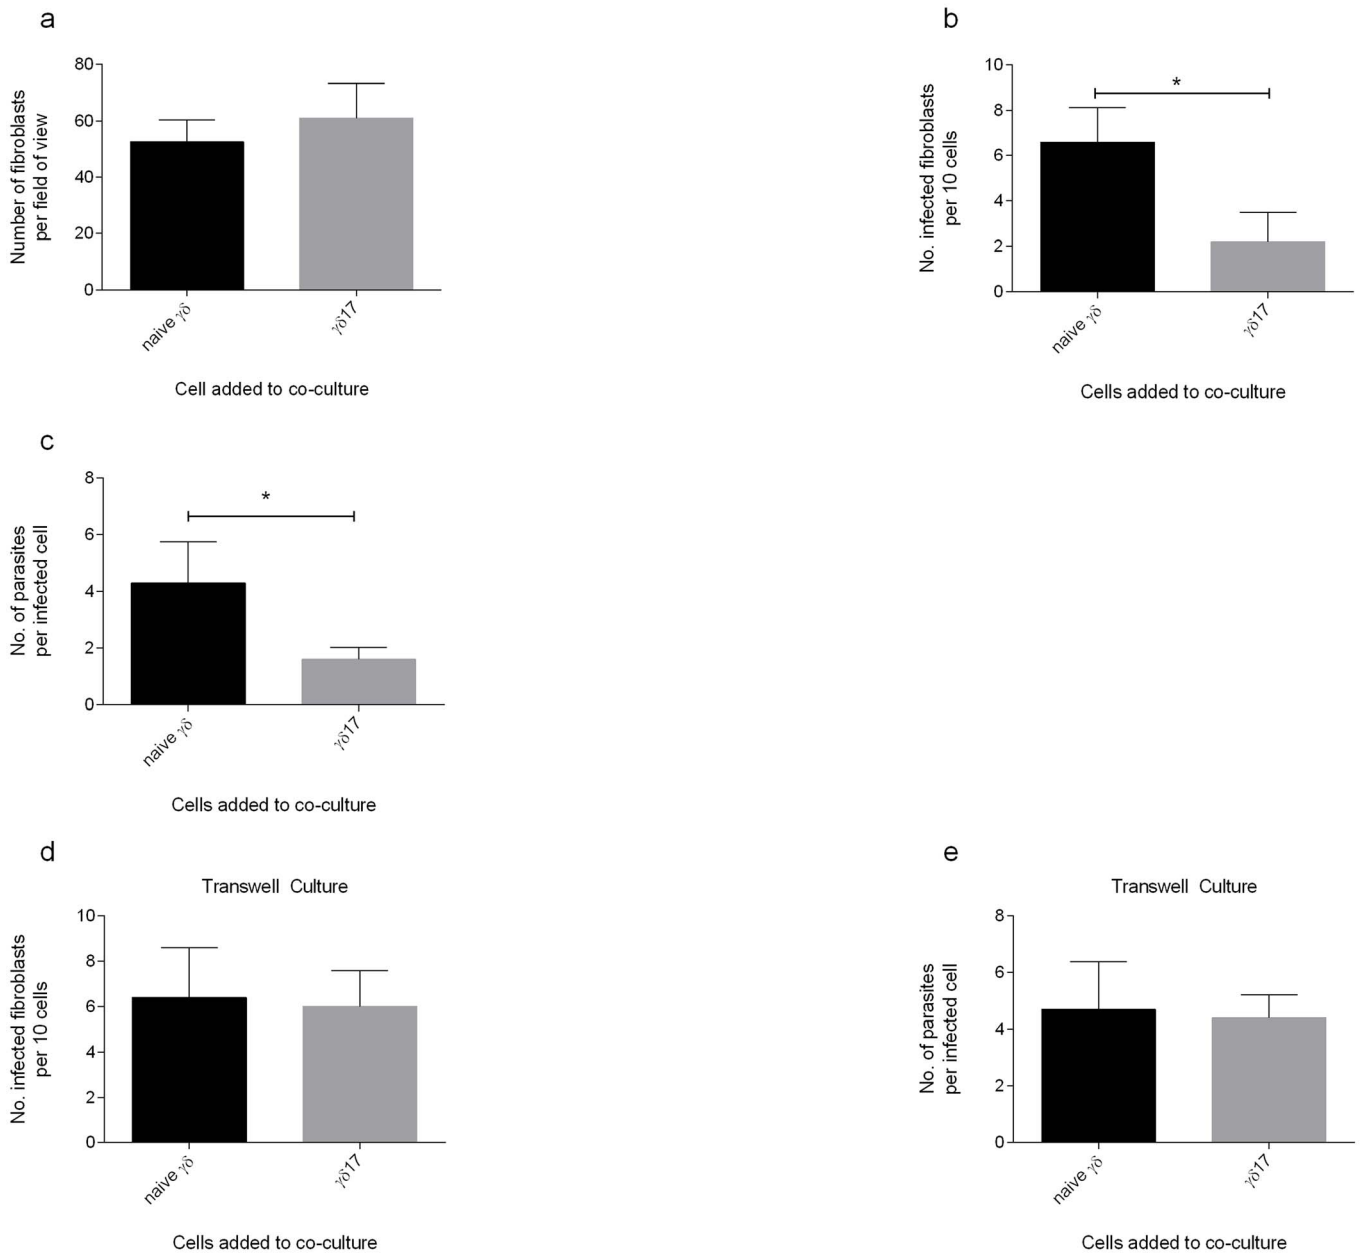 a
Number of fibroblasts
per field of view
80
60
40
20
0
naive γδ
γδ17
Cell added to co-culture
b
No. infected fibroblasts
per 10 cells
10
8
6
4
2
0
*
naive γδ
γδ17
Cells added to co-culture
c
No. of parasites
per infected cell
8
6
4
2
0
*
naive γδ
γδ17
Cells added to co-culture
d
Transwell Culture
No. infected fibroblasts
per 10 cells
10
8
6
4
2
0
naive γδ
γδ17
Cells added to co-culture
e
Transwell Culture
No. of parasites
per infected cell
8
6
4
2
0
naive γδ
γδ17
Cells added to co-culture